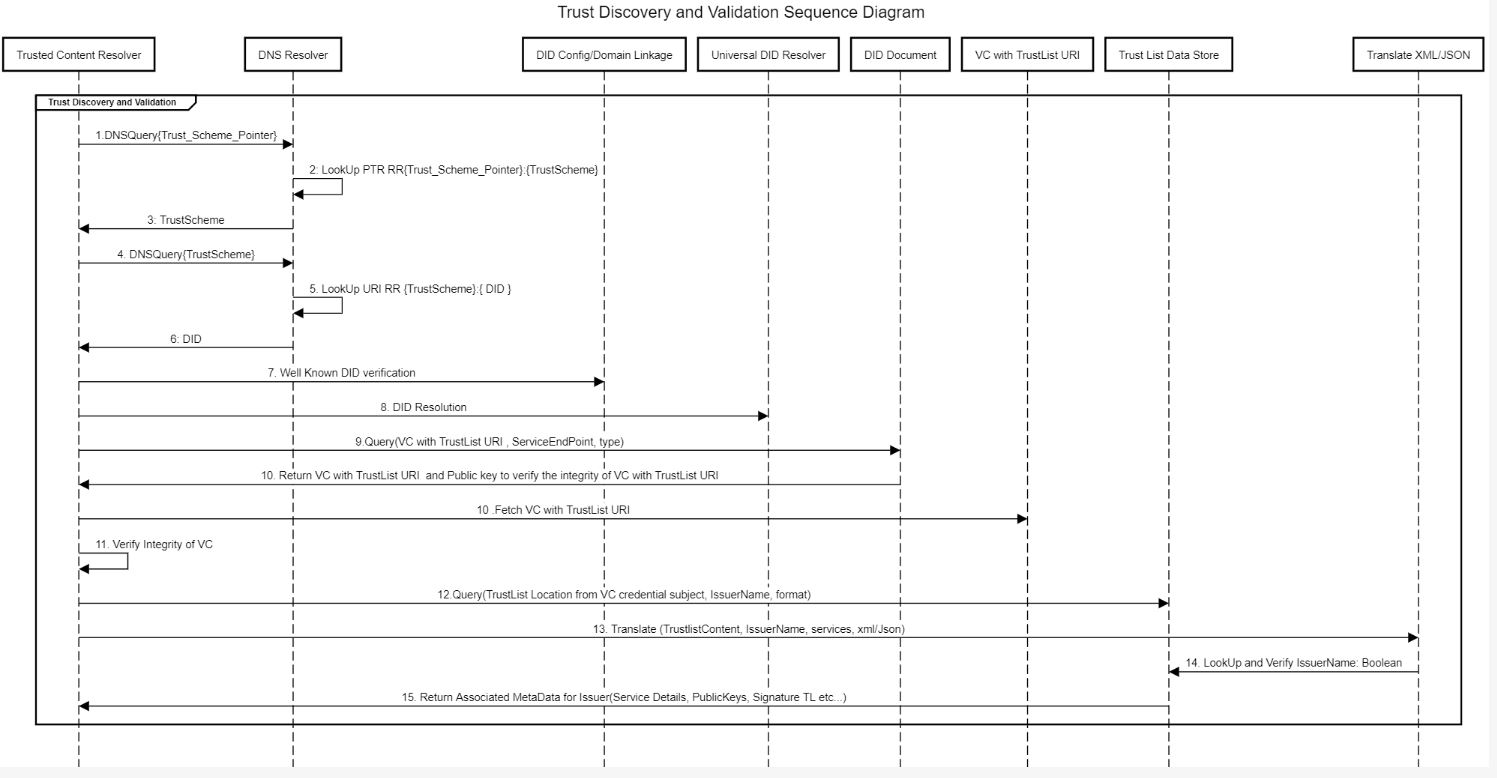 Trust Discovery and Validation Sequence Diagram
Trusted Content Resolver
DNS Resolver
DID Config/Domain Linkage
Universal DID Resolver
DID Document
VC with TrustList URI
Trust List Data Store
Translate XML/JSON
Trust Discovery and Validation
1.DNSQuery{Trust_Scheme_Pointer}
2: LookUp PTR RR{Trust_Scheme_Pointer}:{TrustScheme}
3: TrustScheme
4. DNSQuery{TrustScheme}
5. LookUp URI RR {TrustScheme}:{ DID }
6: DID
7. Well Known DID verification
8. DID Resolution
9.Query(VC with TrustList URI , ServiceEndPoint, type)
10. Return VC with TrustList URI  and Public key to verify the integrity of VC with TrustList URI
10 .Fetch VC with TrustList URI
11. Verify Integrity of VC
12.Query(TrustList Location from VC credential subject, IssuerName, format)
13. Translate (TrustlistContent, IssuerName, services, xml/Json)
14. LookUp and Verify IssuerName: Boolean
15. Return Associated MetaData for Issuer(Service Details, PublicKeys, Signature TL etc...)